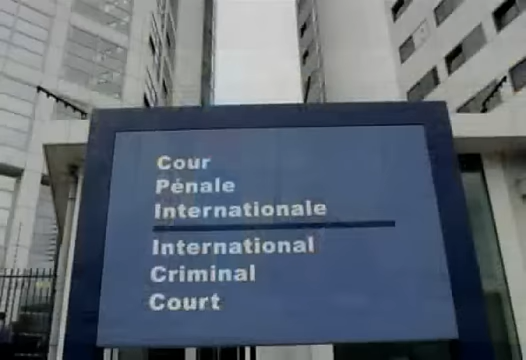 Cour
Pénale
Internationale
International
Criminal
Court